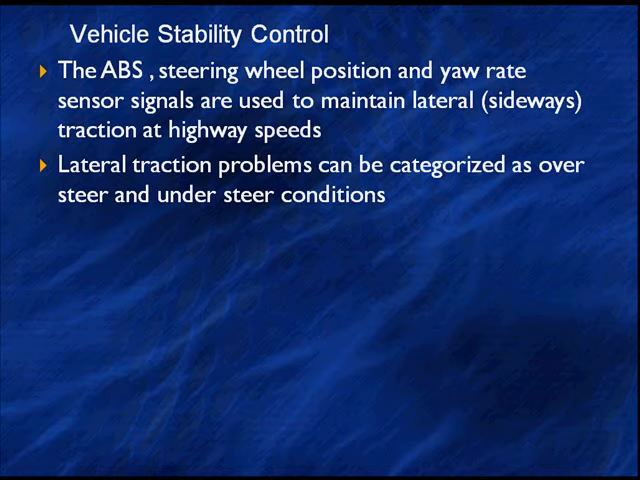 Vehicle Stability Control
The ABS , steering wheel position and yaw rate
sensor signals are used to maintain lateral (sideways)
traction at highway speeds
Lateral traction problems can be categorized as over
steer and under steer conditions